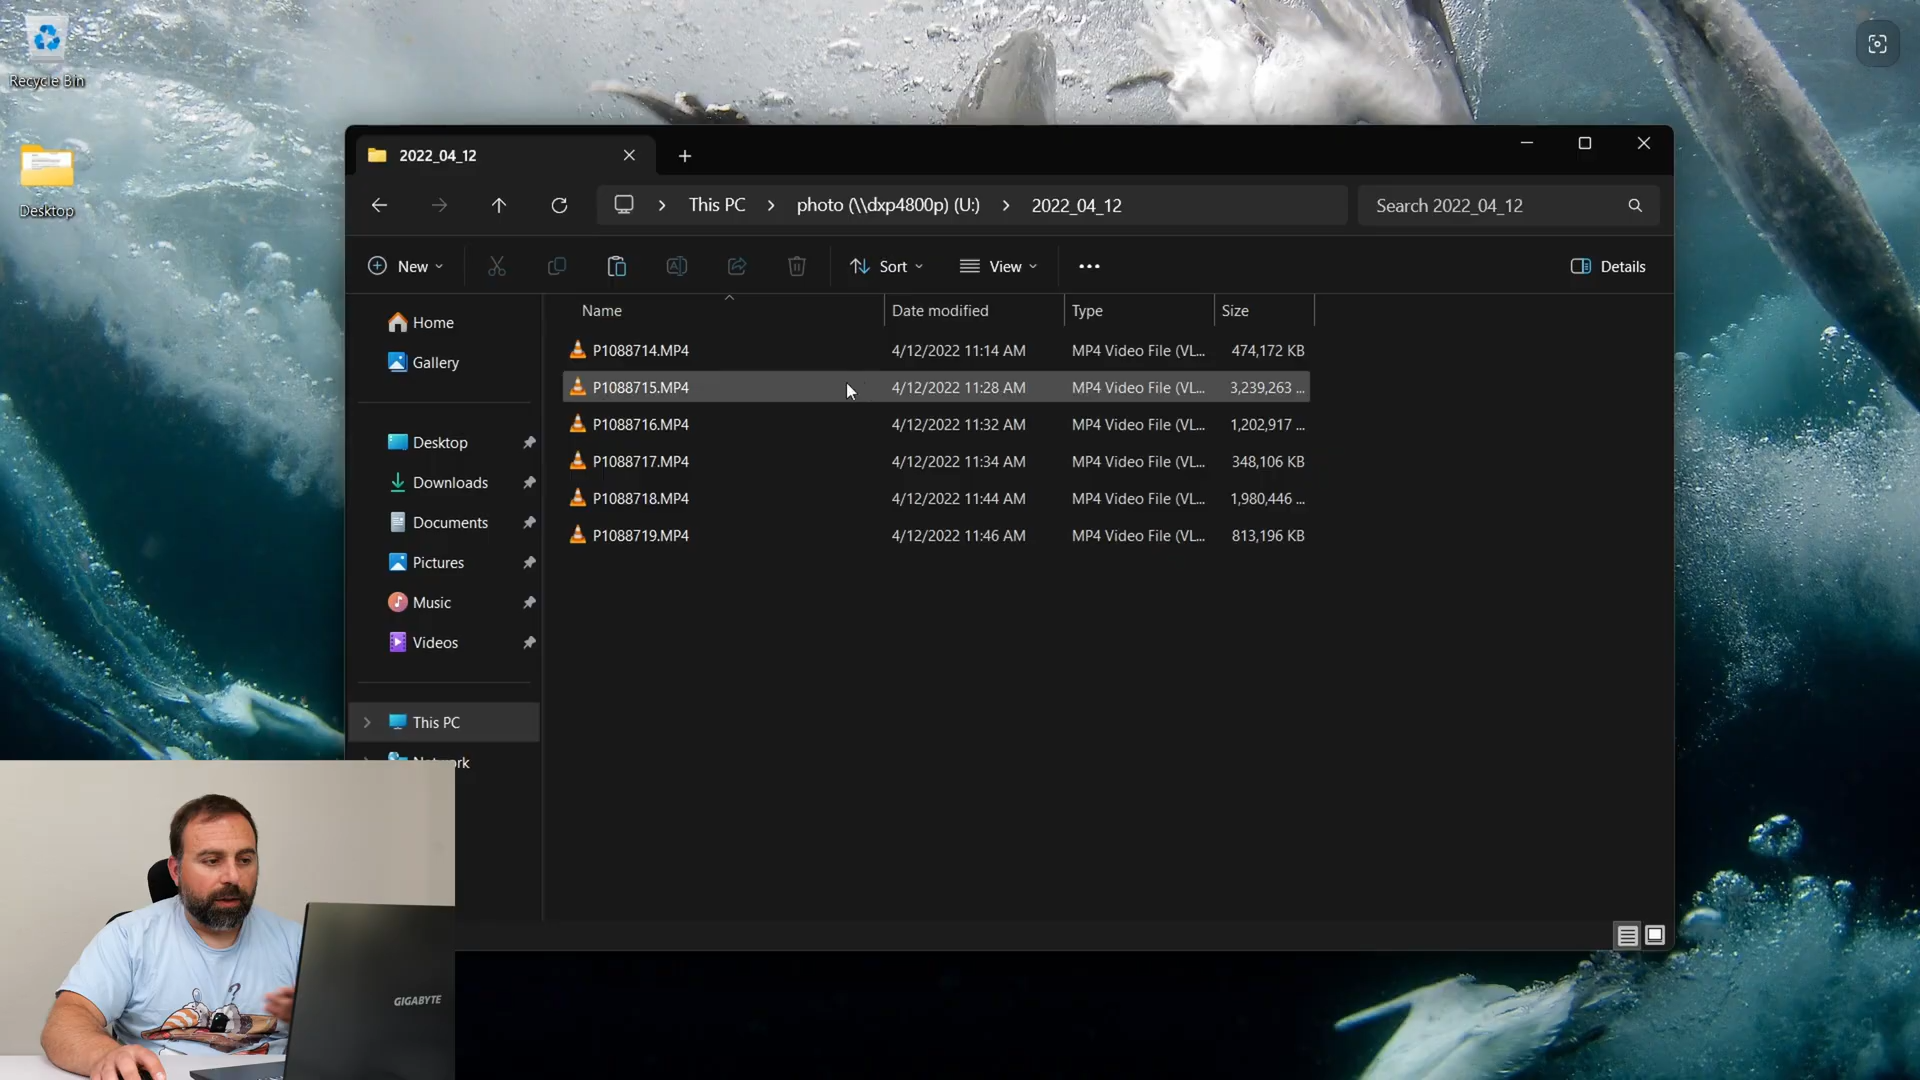 Recycle Bin
Desktop
2022_04_12
This PC
photo (\\dxp4800p) (U:)
2022_04_12
Search 2022_04_12
New
Sort
View
Details
Name
Date modified
Type
Size
Home
Gallery
Desktop
Downloads
Documents
Pictures
Music
Videos
This PC
Network
P1088714.MP4 4/12/2022 11:14 AM MP4 Video File (VL... 474,172 KB
P1088715.MP4 4/12/2022 11:28 AM MP4 Video File (VL... 3,239,263 ...
P1088716.MP4 4/12/2022 11:32 AM MP4 Video File (VL... 1,202,917 ...
P1088717.MP4 4/12/2022 11:34 AM MP4 Video File (VL... 348,106 KB
P1088718.MP4 4/12/2022 11:44 AM MP4 Video File (VL... 1,980,446 ...
P1088719.MP4 4/12/2022 11:46 AM MP4 Video File (VL... 813,196 KB
GIGABYTE